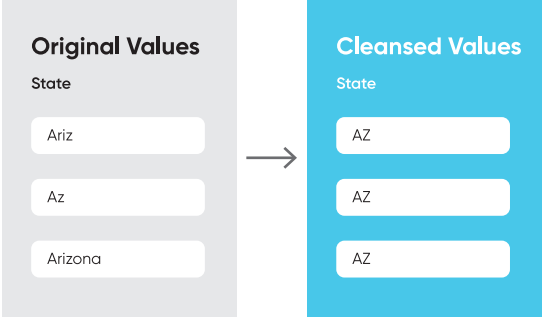 Original Values
State
Ariz
Az
Arizona
Cleansed Values
State
AZ
AZ
AZ